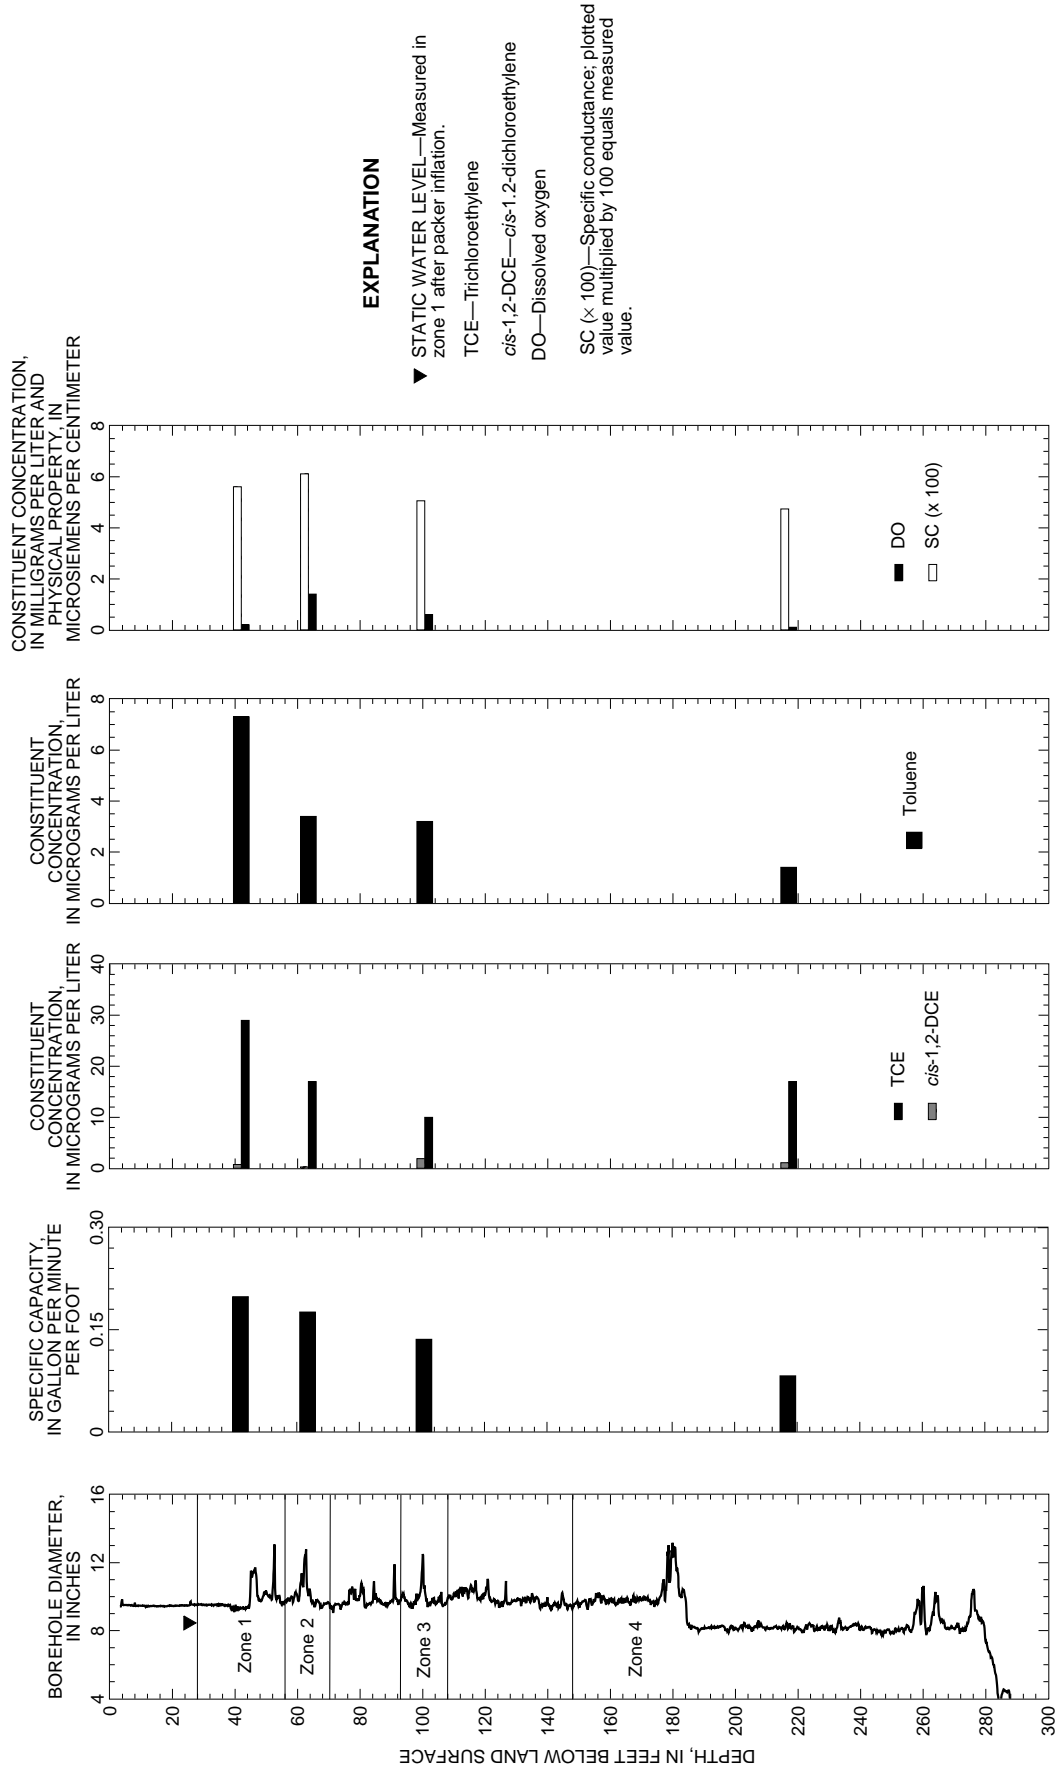 BOREHOLE DIAMETER,
IN INCHES
4 8 12 16
SPECIFIC CAPACITY,
IN GALLON PER MINUTE
PER FOOT
0 0.15 0.30
CONSTITUENT
CONCENTRATION,
IN MICROGRAMS PER LITER
0 10 20 30 40
CONSTITUENT
CONCENTRATION,
IN MICROGRAMS PER LITER
0 2 4 6 8
CONSTITUENT CONCENTRATION,
IN MILLIGRAMS PER LITER AND
PHYSICAL PROPERTY, IN
MICROSIEMENS PER CENTIMETER
0 2 4 6 8
DEPTH, IN FEET BELOW LAND SURFACE
0
20
40
60
80
100
120
140
160
180
200
220
240
260
280
300
Zone 1
Zone 2
Zone 3
Zone 4
TCE
cis-1,2-DCE
Toluene
DO
SC (x 100)
EXPLANATION
STATIC WATER LEVEL—Measured in
zone 1 after packer inflation.
TCE—Trichloroethylene
cis-1,2-DCE—cis-1.2-dichloroethylene
DO—Dissolved oxygen
SC (× 100)—Specific conductance; plotted
value multiplied by 100 equals measured
value.